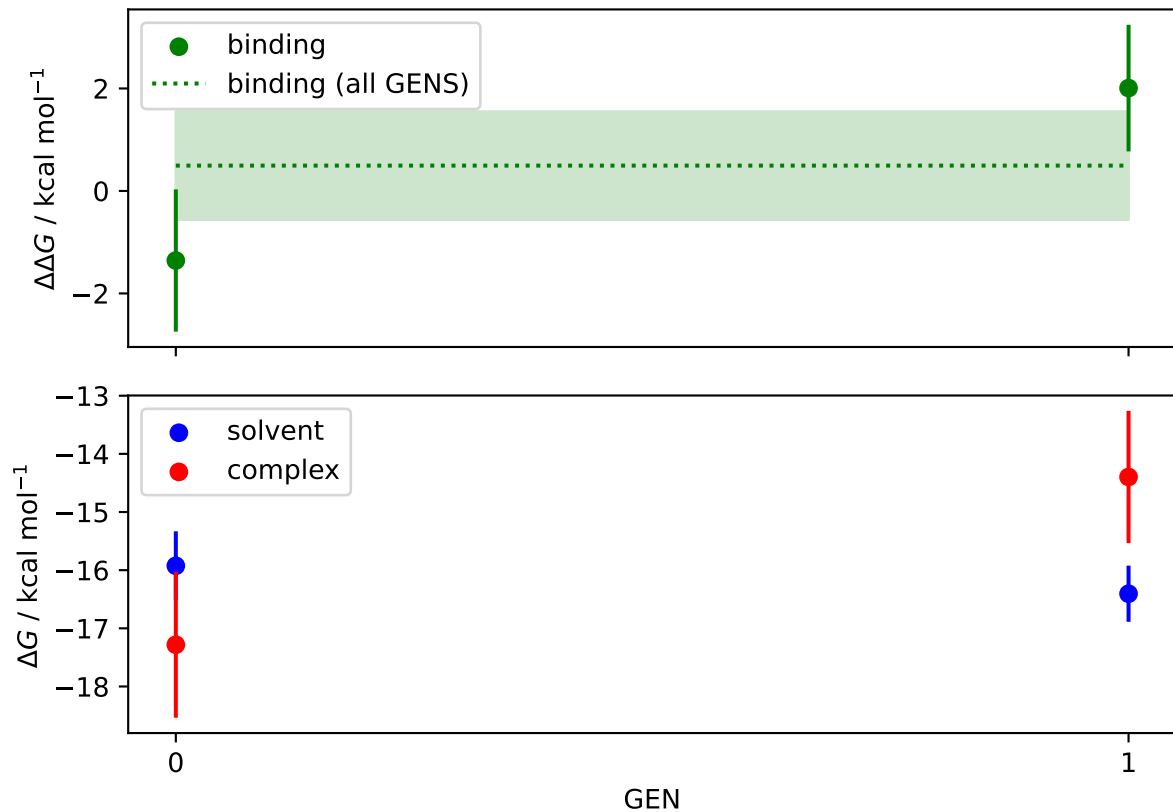 binding
binding (all GENS)
ΔΔG / kcal mol⁻¹
2
0
−2
solvent
complex
ΔG / kcal mol⁻¹
−13
−14
−15
−16
−17
−18
0
1
GEN